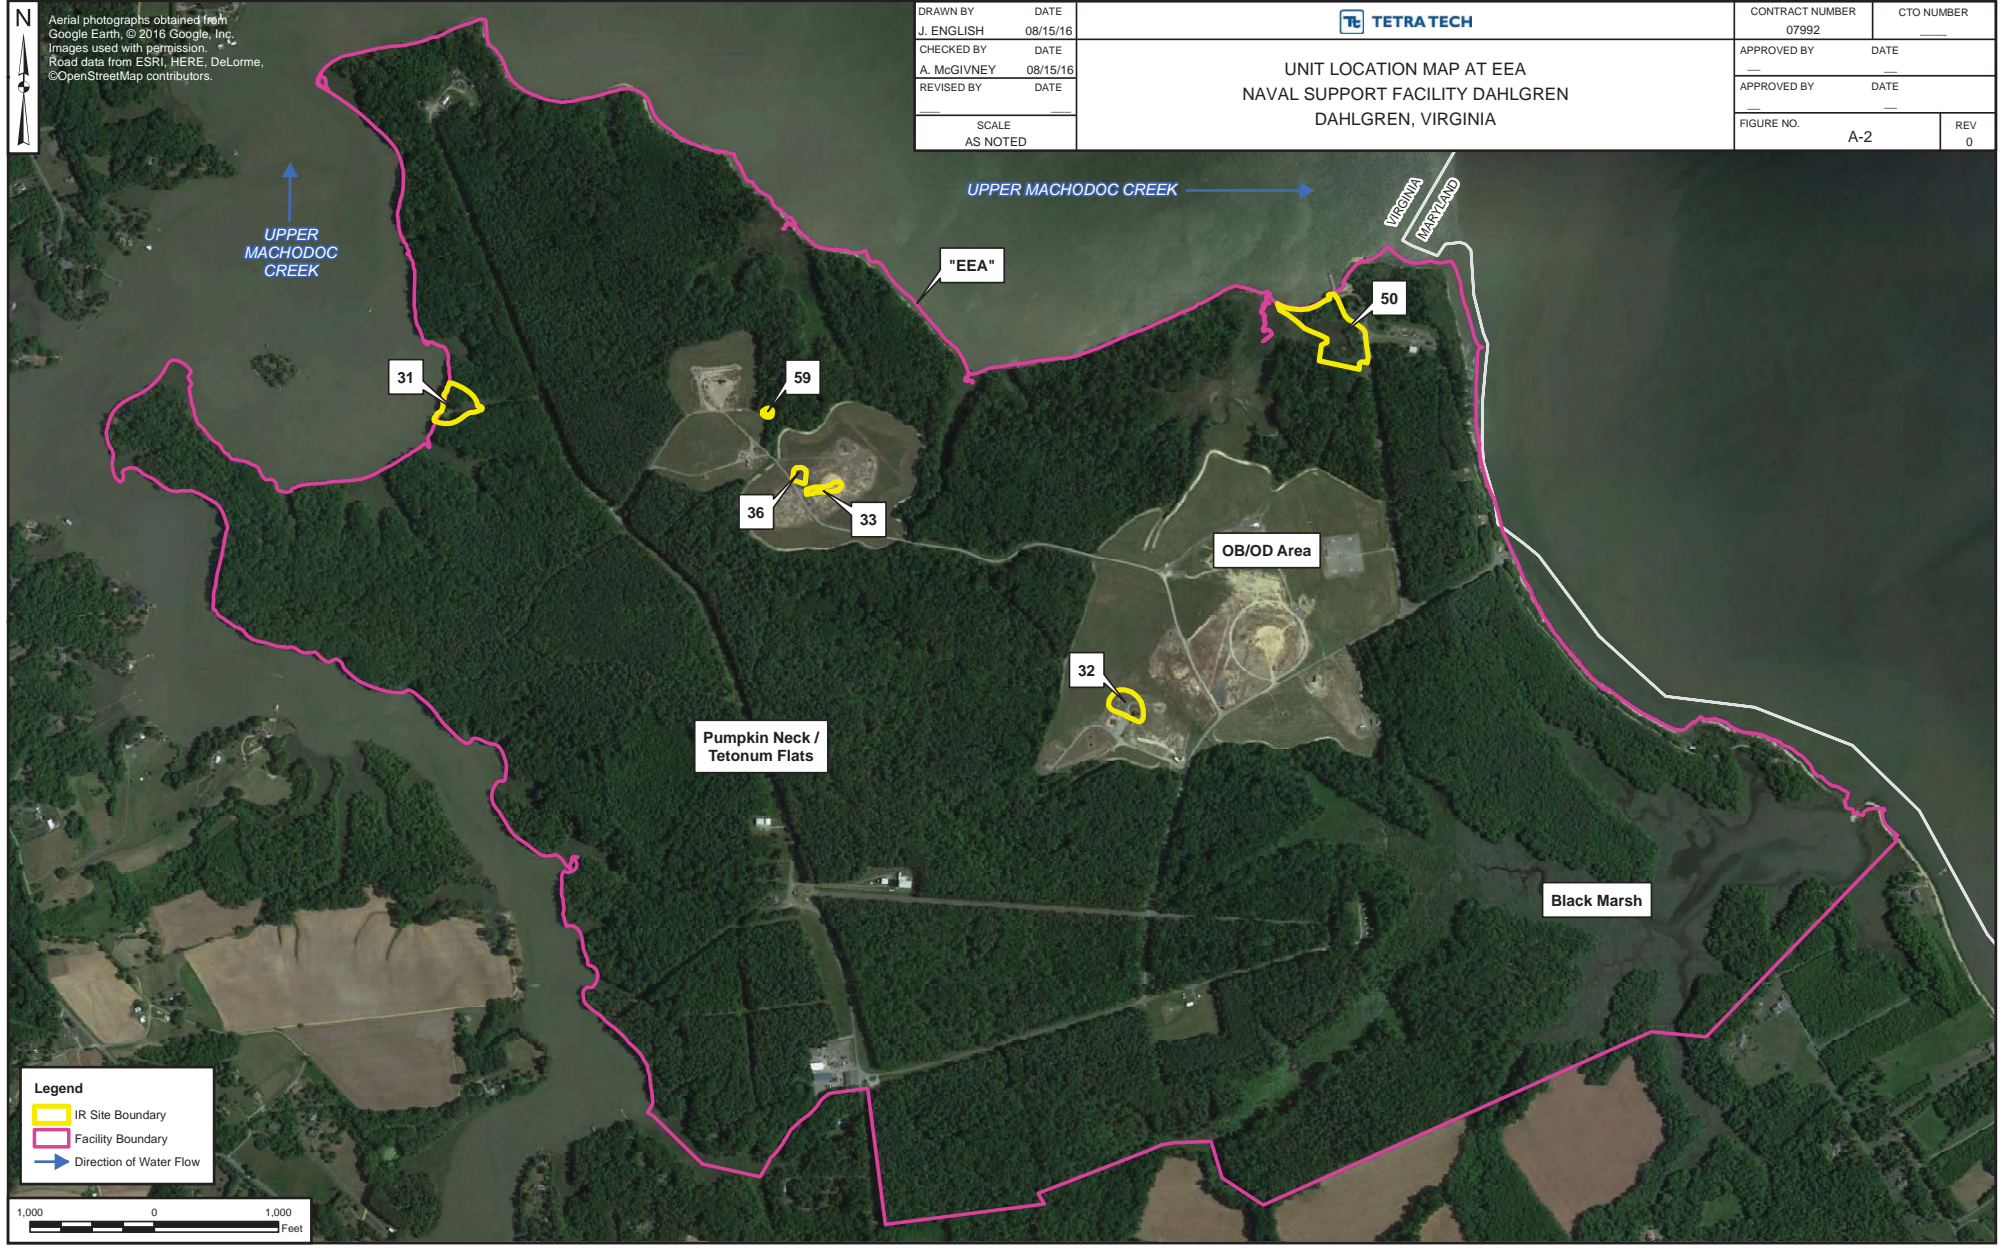 N
Aerial photographs obtained from
Google Earth, © 2016 Google, Inc.
Images used with permission.
Road data from ESRI, HERE, DeLorme,
©OpenStreetMap contributors.
DRAWN BY DATE
J. ENGLISH 08/15/16
CHECKED BY DATE
A. McGIVNEY 08/15/16
REVISED BY DATE
SCALE
AS NOTED
Tt TETRA TECH
UNIT LOCATION MAP AT EEA
NAVAL SUPPORT FACILITY DAHLGREN
DAHLGREN, VIRGINIA
CONTRACT NUMBER CTO NUMBER
07992
APPROVED BY DATE
APPROVED BY DATE
FIGURE NO. REV
A-2 0
UPPER MACHODOC CREEK
VIRGINIA
MARYLAND
UPPER
MACHODOC
CREEK
"EEA"
50
31
59
36
33
OB/OD Area
32
Pumpkin Neck /
Tetonum Flats
Black Marsh
Legend
IR Site Boundary
Facility Boundary
Direction of Water Flow
1,000 0 1,000
Feet